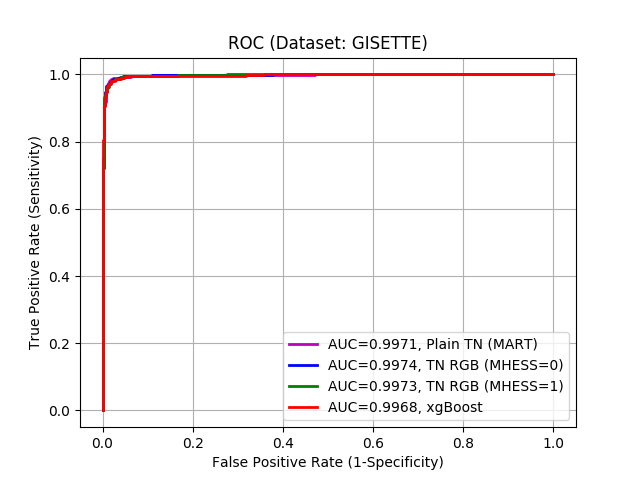 ROC (Dataset: GISETTE)
True Positive Rate (Sensitivity)
1.0
0.8
0.6
0.4
0.2
0.0
AUC=0.9971, Plain TN (MART)
AUC=0.9974, TN RGB (MHESS=0)
AUC=0.9973, TN RGB (MHESS=1)
AUC=0.9968, xgBoost
0.0 0.2 0.4 0.6 0.8 1.0
False Positive Rate (1-Specificity)